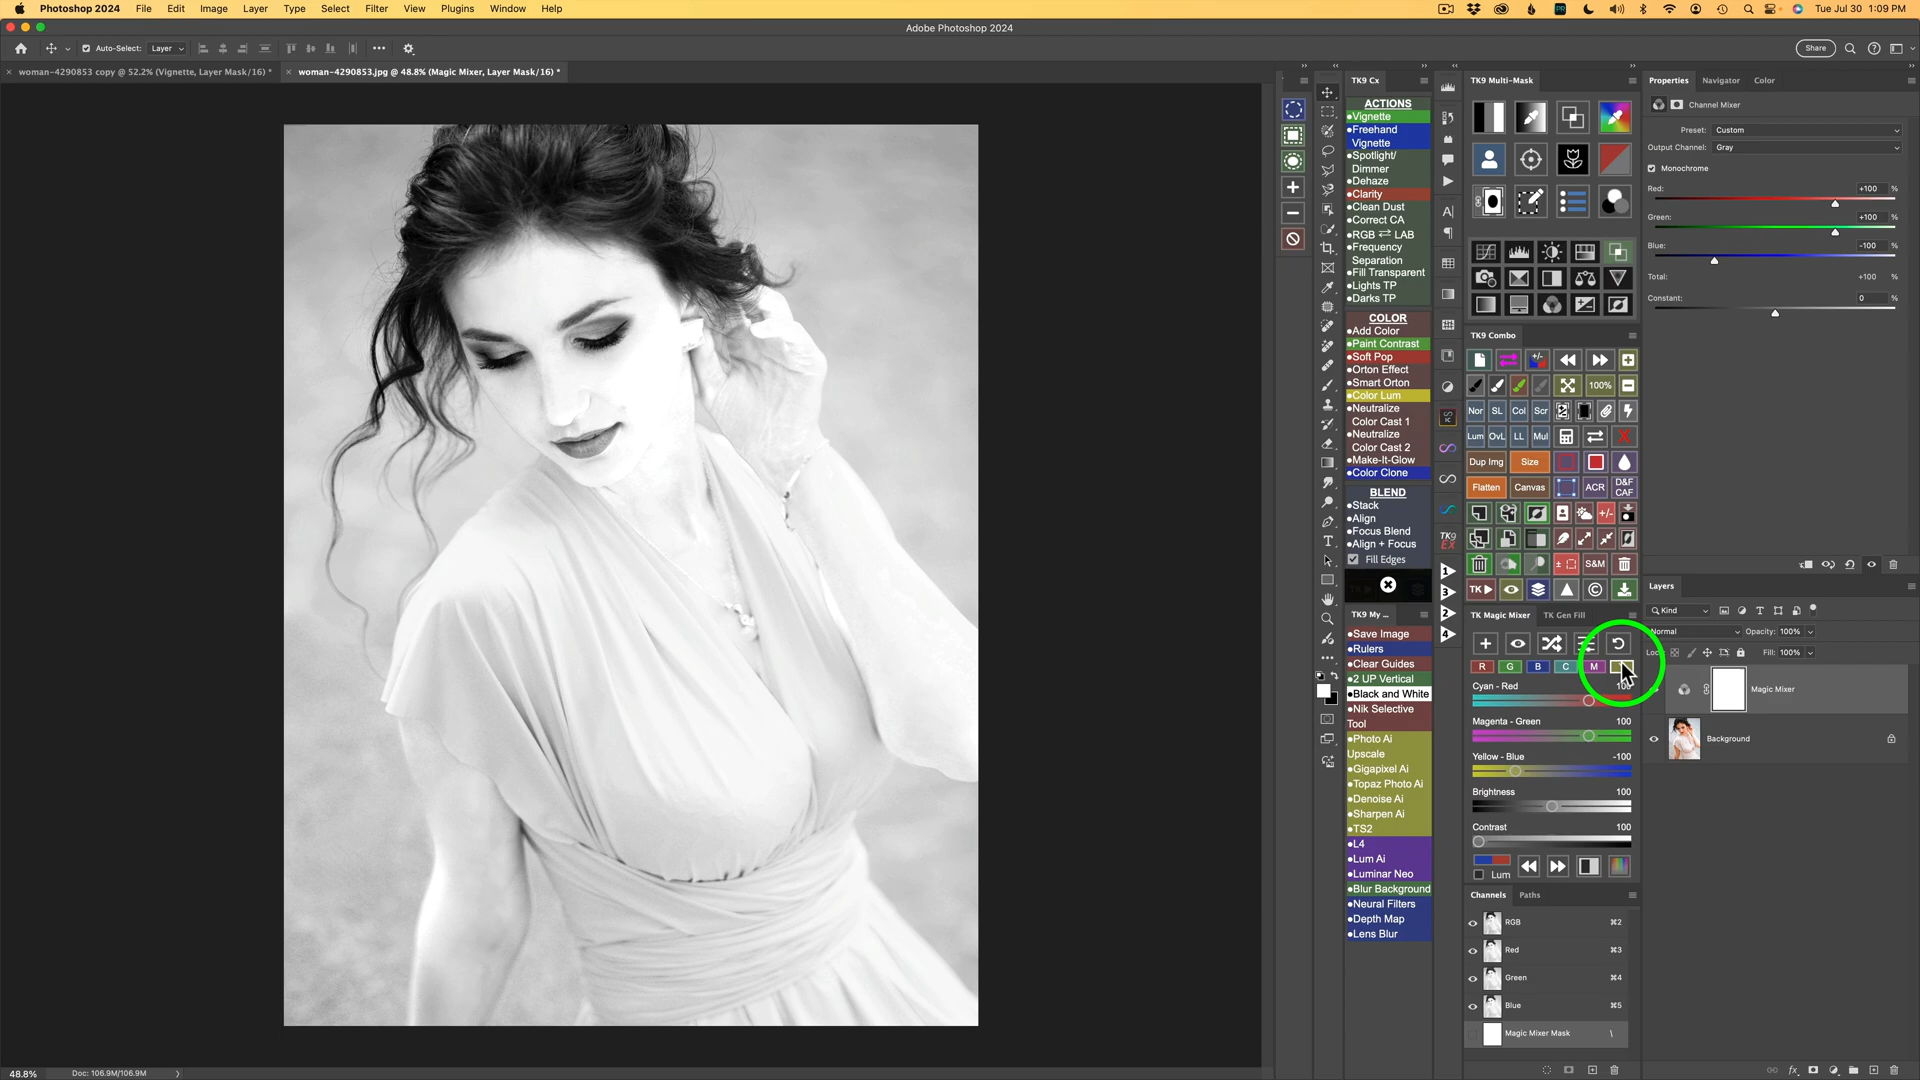 Photoshop 2024 File Edit Image Layer Type Select Filter View Plugins Window Help
Tue Jul 30 1:09 PM
Adobe Photoshop 2024
Auto-Select: Layer
Share
woman-4290853 copy @ 52.2% (Vignette, Layer Mask/16) *
woman-4290853.jpg @ 48.8% (Magic Mixer, Layer Mask/16) *
TK9 Cx
ACTIONS
•Vignette
•Freehand
Vignette
•Spotlight/
Dimmer
•Dehaze
•Clarity
•Clean Dust
•Correct CA
•RGB ⇄ LAB
•Frequency
Separation
•Fill Transparent
•Lights TP
•Darks TP
COLOR
•Add Color
•Paint Contrast
•Soft Pop
•Orton Effect
•Smart Orton
•Color Lum
•Neutralize
Color Cast 1
•Neutralize
Color Cast 2
•Make-It-Glow
•Color Clone
BLEND
•Stack
•Align
•Focus Blend
•Align + Focus
Fill Edges
TK9 My ...
•Save Image
•Rulers
•Clear Guides
•2 UP Vertical
•Black and White
•Nik Selective
Tool
•Photo Ai
Upscale
•Gigapixel Ai
•Topaz Photo Ai
•Denoise Ai
•Sharpen Ai
•TS2
•L4
•Lum Ai
•Luminar Neo
•Blur Background
•Neural Filters
•Depth Map
•Lens Blur
TK9
EX
1
3
2
4
TK9 Multi-Mask
TK9 Combo
100%
Nor SL Col Scr
Lum OvL LL Mul
Dup Img Size
Flatten Canvas ACR D&F
CAF
+/-
S&M
TK
TK Magic Mixer TK Gen Fill
R G B C M
Cyan - Red 100
Magenta - Green 100
Yellow - Blue -100
Brightness 100
Contrast 100
Lum
Channels Paths
RGB ⌘2
Red ⌘3
Green ⌘4
Blue ⌘5
Magic Mixer Mask \
Properties Navigator Color
Channel Mixer
Preset: Custom
Output Channel: Gray
Monochrome
Red: +100 %
Green: +100 %
Blue: -100 %
Total: +100 %
Constant: 0 %
Layers
Kind
Normal Opacity: 100%
Fill: 100%
Magic Mixer
Background
48.8% Doc: 106.9M/106.9M